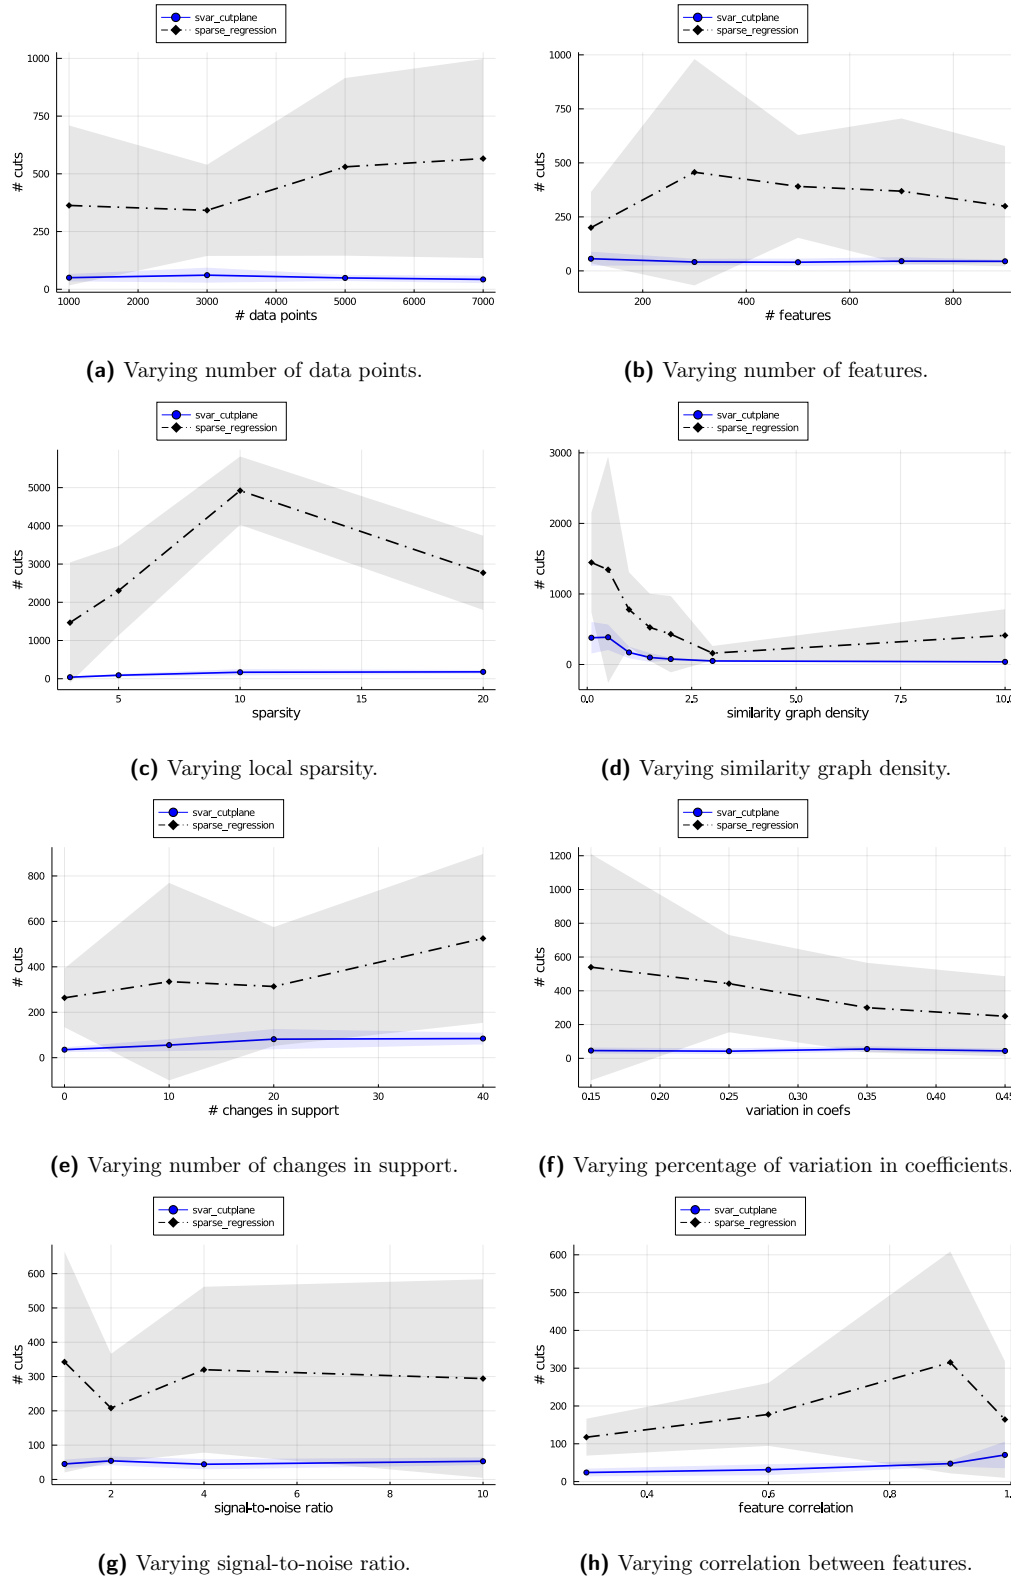 svar_cutplane
sparse_regression
1000
750
500
250
0
# cuts
1000
2000
3000
4000
5000
6000
7000
# data points
(a) Varying number of data points.
svar_cutplane
sparse_regression
1000
750
500
250
0
# cuts
200
400
600
800
# features
(b) Varying number of features.
svar_cutplane
sparse_regression
5000
4000
3000
2000
1000
0
# cuts
5
10
15
20
sparsity
(c) Varying local sparsity.
svar_cutplane
sparse_regression
3000
2000
1000
0
# cuts
0.0
2.5
5.0
7.5
10.0
similarity graph density
(d) Varying similarity graph density.
svar_cutplane
sparse_regression
800
600
400
200
0
# cuts
0
10
20
30
40
# changes in support
(e) Varying number of changes in support.
svar_cutplane
sparse_regression
1200
1000
800
600
400
200
0
# cuts
0.15
0.20
0.25
0.30
0.35
0.40
0.45
variation in coefs
(f) Varying percentage of variation in coefficients.
svar_cutplane
sparse_regression
600
500
400
300
200
100
0
# cuts
2
4
6
8
10
signal-to-noise ratio
(g) Varying signal-to-noise ratio.
svar_cutplane
sparse_regression
600
500
400
300
200
100
0
# cuts
0.4
0.6
0.8
1.
feature correlation
(h) Varying correlation between features.